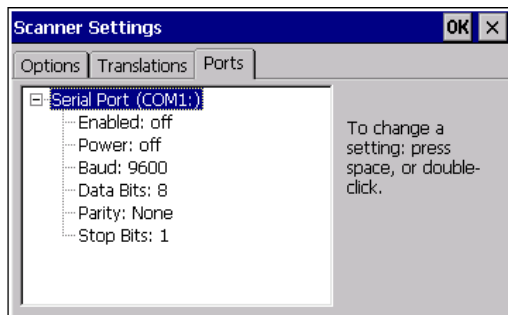 Scanner Settings OK ×
Options Translations Ports
Serial Port (COM1:)
Enabled: off
Power: off
Baud: 9600
Data Bits: 8
Parity: None
Stop Bits: 1
To change a
setting: press
space, or double-
click.